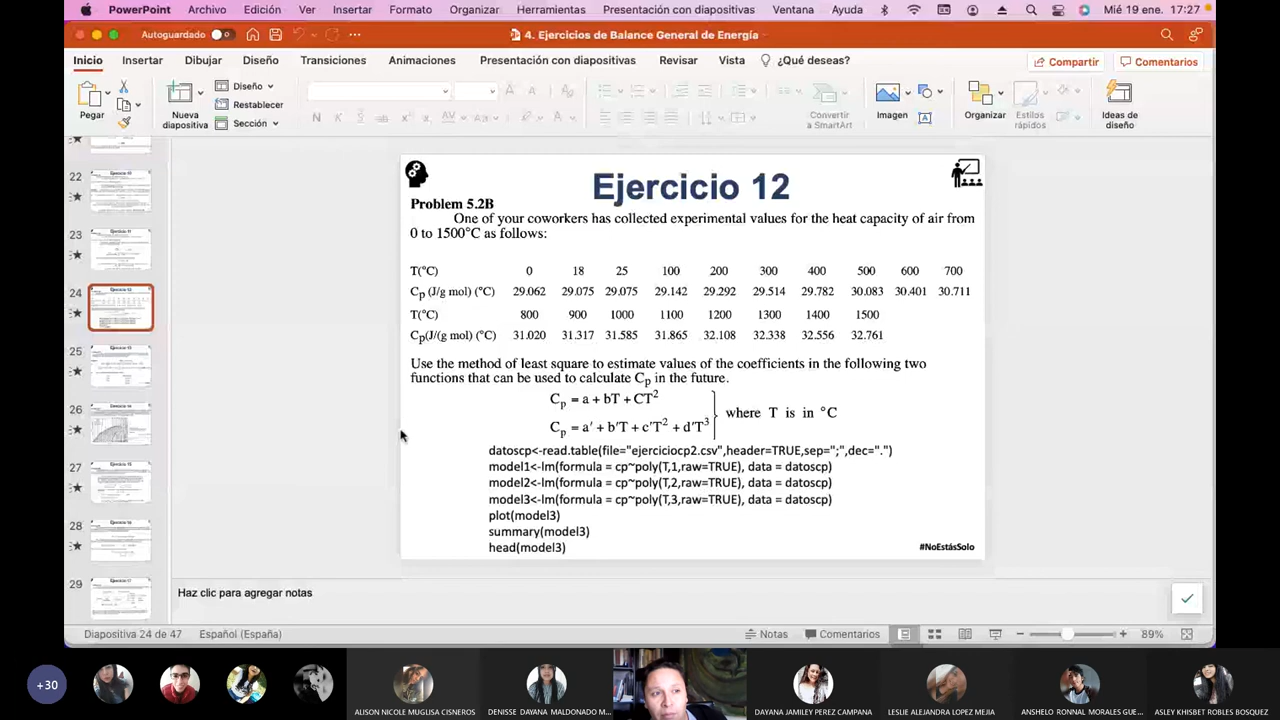 PowerPoint Archivo Edición Ver Insertar Formato Organizar Herramientas Presentación con diapositivas Ventana Ayuda Mié 19 ene. 17:27
Autoguardado 4. Ejercicios de Balance General de Energía
Inicio Insertar Dibujar Diseño Transiciones Animaciones Presentación con diapositivas Revisar Vista ¿Qué deseas? Compartir Comentarios
Pegar
Nueva diapositiva
Diseño
Restablecer
Sección
Convertir a SmartArt
Imagen
Organizar
Estilos rápidos
Ideas de diseño
22
23
24
25
26
27
28
29
Ejercicio 12
Problem 5.2B
One of your coworkers has collected experimental values for the heat capacity of air from
0 to 1500°C as follows:
T(°C) 0 18 25 100 200 300 400 500 600 700
Cp (J/(g mol) (°C) 29.142 29.292 29.514 30.083 30.401 30.711
T(°C) 800 900 1000 1100 1200 1300 1400 1500
Cp(J/(g mol) (°C) 31.020 31.317 31.585 31.865 32.108 32.338 32.556 32.761
Use the method of least square to estimate values of the coefficients in the following two
functions that can be used to calculate Cp in the future.
Cp = a + bT + CT²
Cp = a′ + b′T + c′T² + d′T³
where T is in °C
datoscp<-read.table(file="ejerciciocp2.csv",header=TRUE,sep=";",dec=".")
model1<-lm(formula = cp~poly(T,1,raw=TRUE), data = datoscp)
model2<-lm(formula = cp~poly(T,2,raw=TRUE), data = datoscp)
model3<-lm(formula = cp~poly(T,3,raw=TRUE), data = datoscp)
plot(model3)
summary(model3)
head(model3)
#NoEstásSolo
Haz clic para agregar notas
Diapositiva 24 de 47 Español (España) Notas Comentarios 89%
+30
ALISON NICOLE MUGLISA CISNEROS
DENISSE DAYANA MALDONADO M...
DAYANA JAMILEY PEREZ CAMPANA
LESLIE ALEJANDRA LOPEZ MEJIA
ANSHELO RONNAL MORALES GUE...
ASLEY KHISBET ROBLES BOSQUEZ